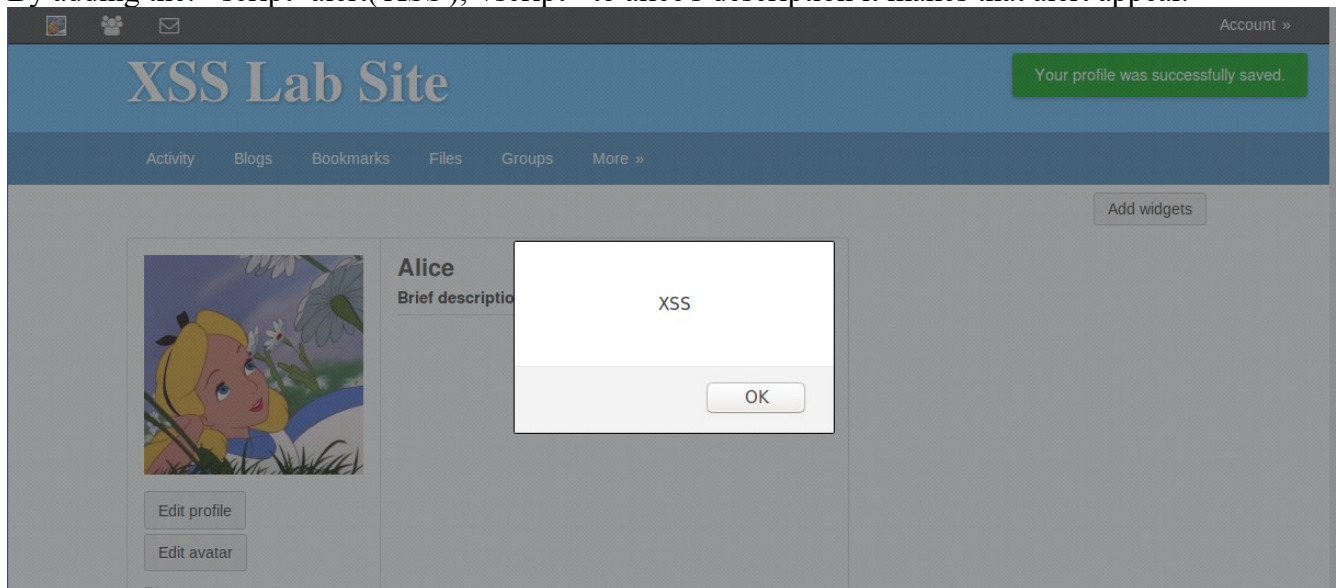 Account »
XSS Lab Site
Your profile was successfully saved.
Activity Blogs Bookmarks Files Groups More »
Add widgets
Alice
Brief descriptio
XSS
OK
Edit profile
Edit avatar